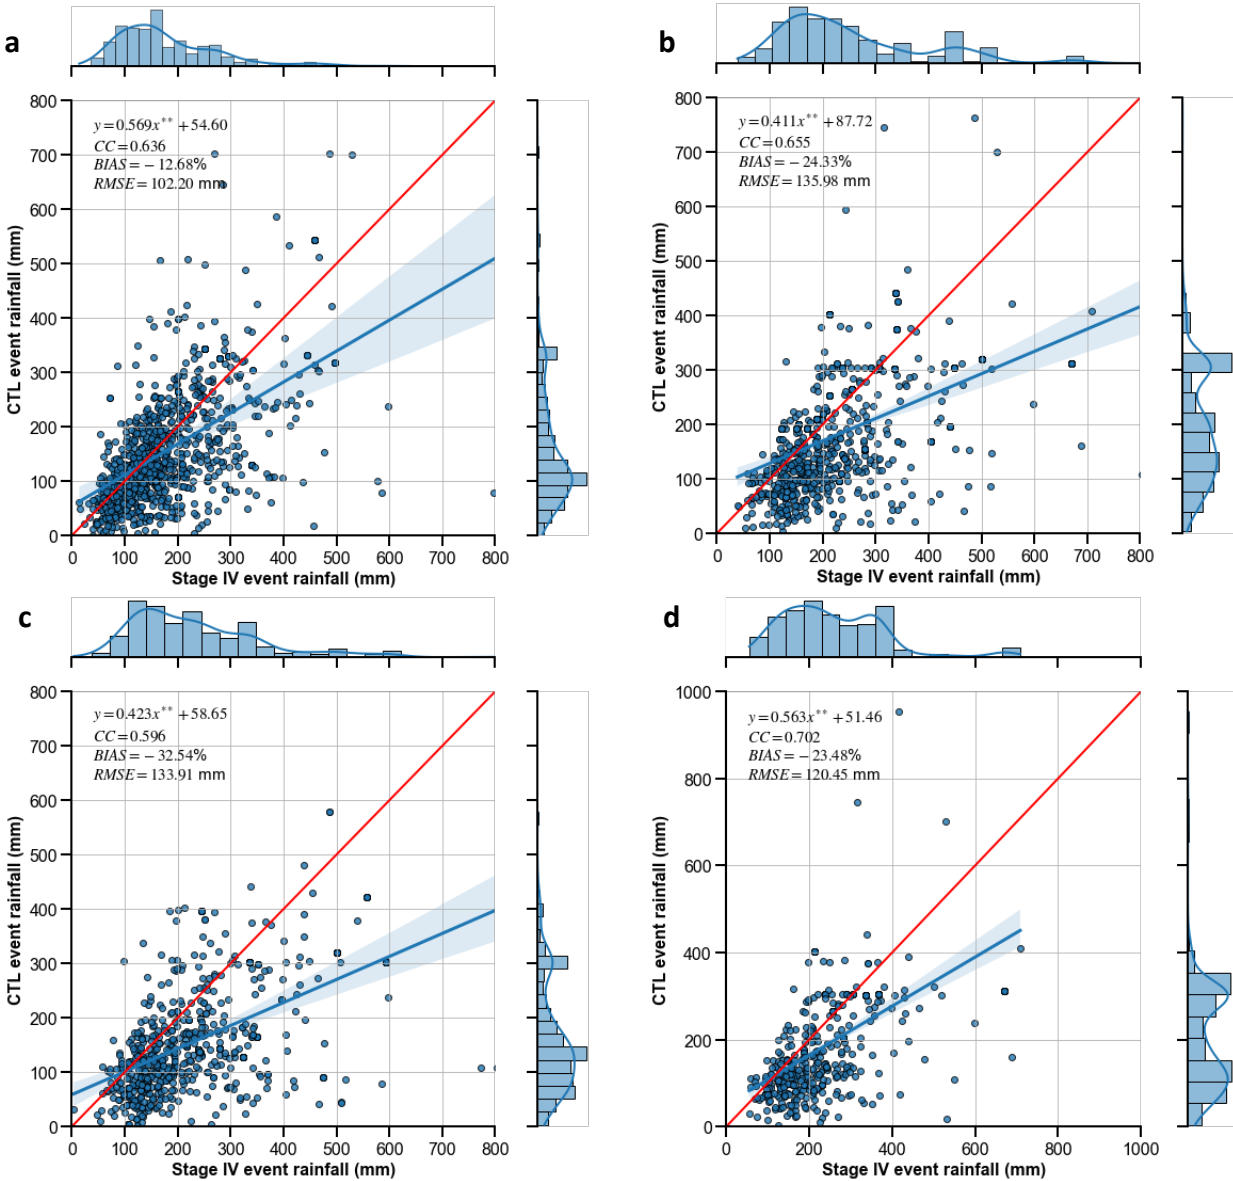 a
y=0.569x** + 54.60
CC=0.636
BIAS= − 12.68%
RMSE=102.20 mm
800
700
600
500
400
300
200
100
0
CTL event rainfall (mm)
0 100 200 300 400 500 600 700 800
Stage IV event rainfall (mm)
b
y=0.411x** + 87.72
CC=0.655
BIAS= − 24.33%
RMSE=135.98 mm
800
700
600
500
400
300
200
100
0
CTL event rainfall (mm)
0 100 200 300 400 500 600 700 800
Stage IV event rainfall (mm)
c
y=0.423x** + 58.65
CC=0.596
BIAS= − 32.54%
RMSE=133.91 mm
800
700
600
500
400
300
200
100
0
CTL event rainfall (mm)
0 100 200 300 400 500 600 700 800
Stage IV event rainfall (mm)
d
y=0.563x** + 51.46
CC=0.702
BIAS= − 23.48%
RMSE=120.45 mm
1000
800
600
400
200
0
CTL event rainfall (mm)
0 200 400 600 800 1000
Stage IV event rainfall (mm)